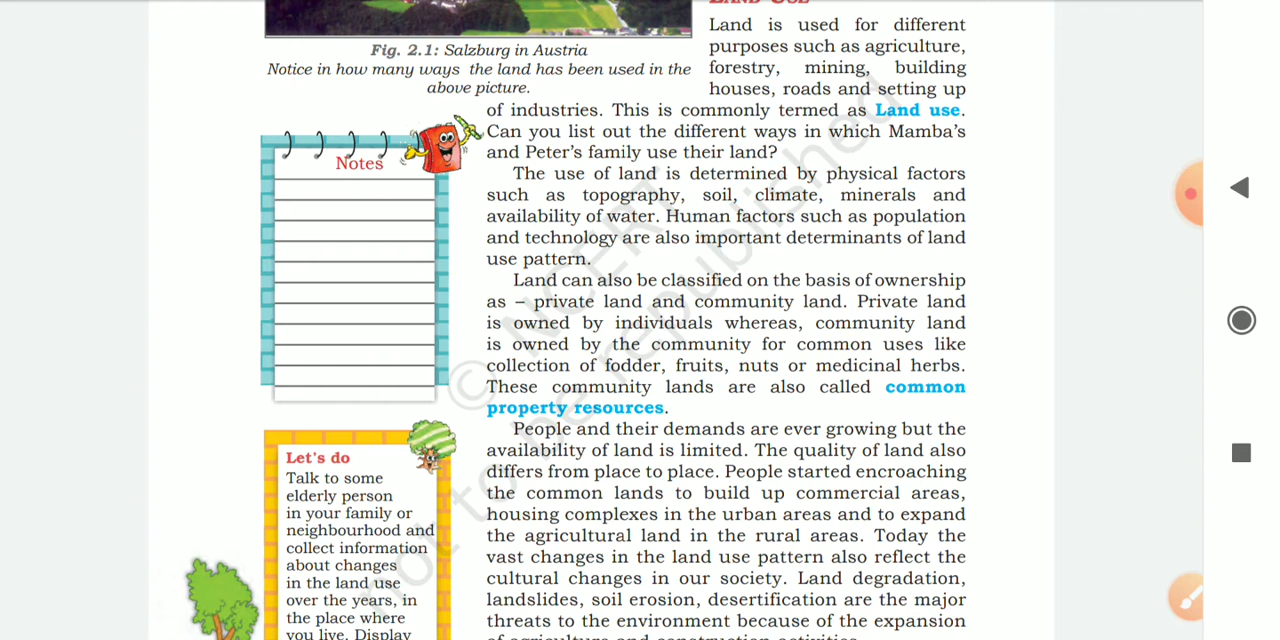 LAND USE
Land is used for different
purposes such as agriculture,
forestry, mining, building
houses, roads and setting up
of industries. This is commonly termed as Land use.
Can you list out the different ways in which Mamba's
and Peter's family use their land?
The use of land is determined by physical factors
such as topography, soil, climate, minerals and
availability of water. Human factors such as population
and technology are also important determinants of land
use pattern.
Land can also be classified on the basis of ownership
as – private land and community land. Private land
is owned by individuals whereas, community land
is owned by the community for common uses like
collection of fodder, fruits, nuts or medicinal herbs.
These community lands are also called common
property resources.
People and their demands are ever growing but the
availability of land is limited. The quality of land also
differs from place to place. People started encroaching
the common lands to build up commercial areas,
housing complexes in the urban areas and to expand
the agricultural land in the rural areas. Today the
vast changes in the land use pattern also reflect the
cultural changes in our society. Land degradation,
landslides, soil erosion, desertification are the major
threats to the environment because of the expansion
of agriculture and construction activities.
Fig. 2.1: Salzburg in Austria
Notice in how many ways the land has been used in the
above picture.
Notes
Let's do
Talk to some
elderly person
in your family or
neighbourhood and
collect information
about changes
in the land use
over the years, in
the place where
you live. Display
© NCERT
not to be republished